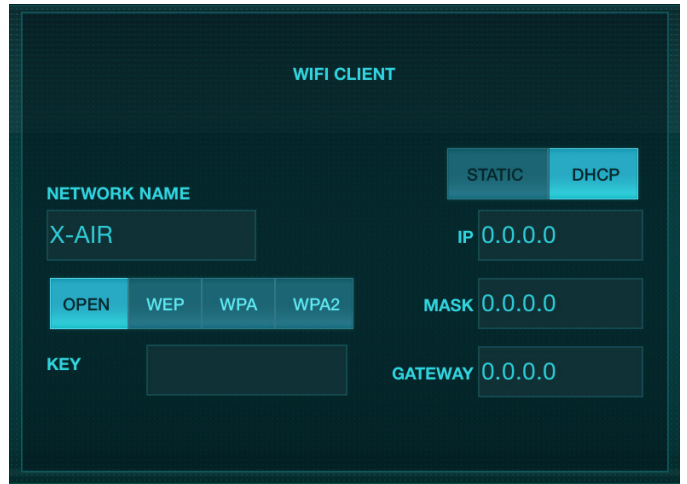 WIFI CLIENT
STATIC DHCP
NETWORK NAME
X-AIR
IP 0.0.0.0
OPEN WEP WPA WPA2
MASK 0.0.0.0
KEY
GATEWAY 0.0.0.0